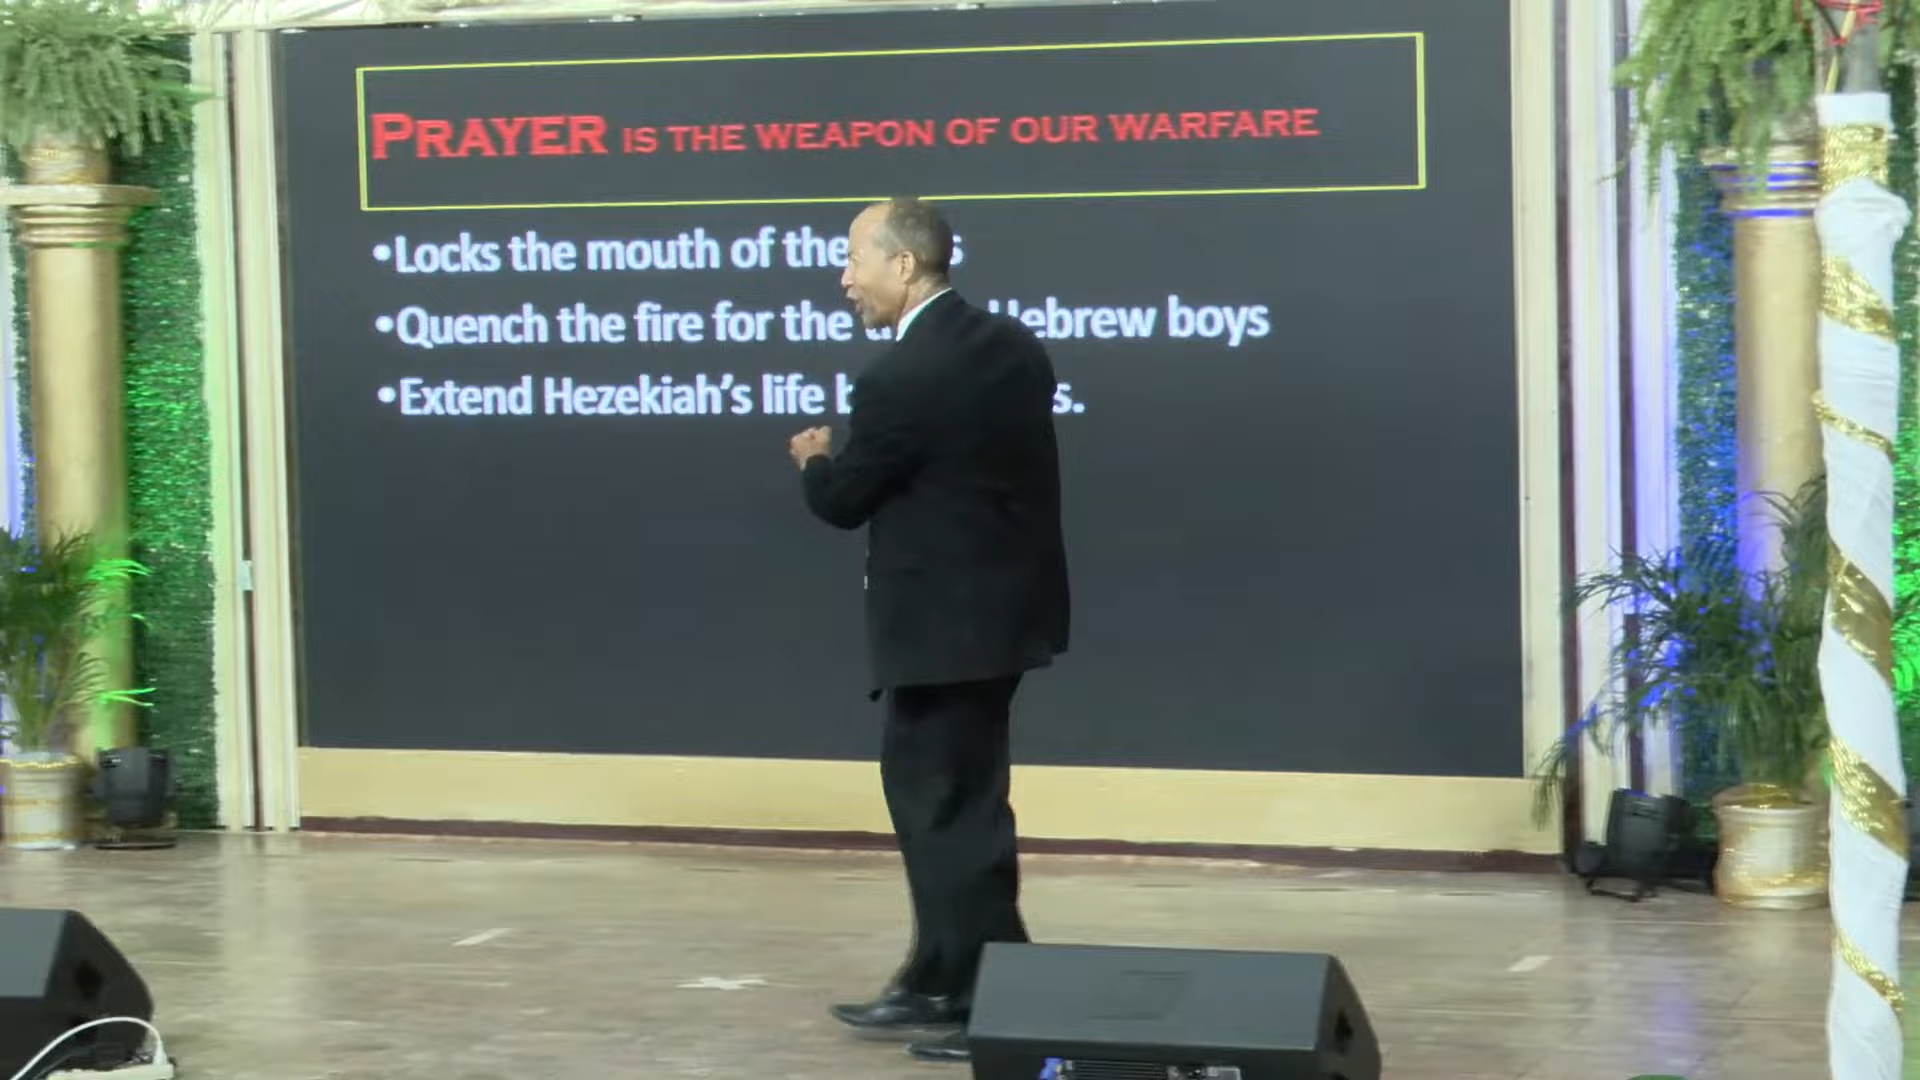 PRAYER IS THE WEAPON OF OUR WARFARE
•Locks the mouth of the
•Quench the fire for the Hebrew boys
•Extend Hezekiah's life